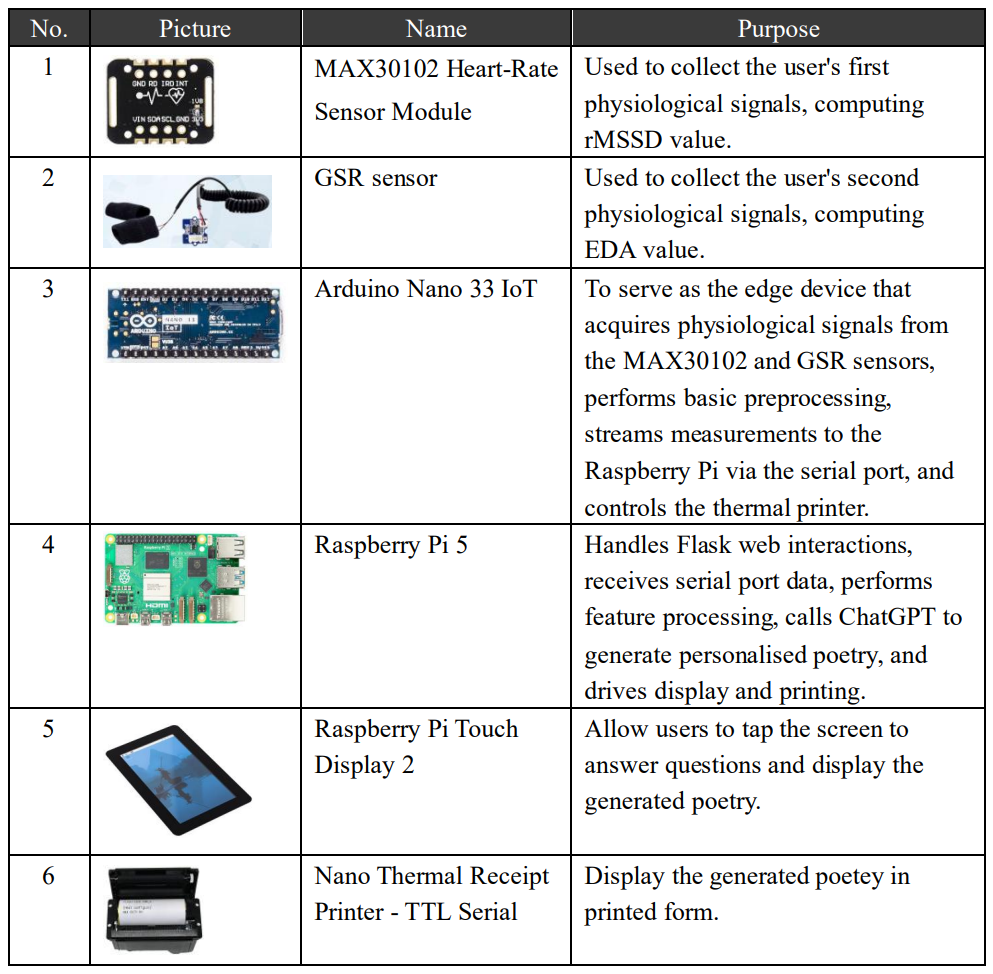 No. Picture Name Purpose
1
GND RD IRD INT
1V8
3V3
VIN SDA SCL GND
MAX30102 Heart-Rate
Sensor Module
Used to collect the user's first
physiological signals, computing
rMSSD value.
2
GSR sensor
Used to collect the user's second
physiological signals, computing
EDA value.
3
ARDUINO
NANO 33
IoT
Arduino Nano 33 IoT
To serve as the edge device that
acquires physiological signals from
the MAX30102 and GSR sensors,
performs basic preprocessing,
streams measurements to the
Raspberry Pi via the serial port, and
controls the thermal printer.
4
HDMI
Raspberry Pi 5
Handles Flask web interactions,
receives serial port data, performs
feature processing, calls ChatGPT to
generate personalised poetry, and
drives display and printing.
5
Raspberry Pi Touch
Display 2
Allow users to tap the screen to
answer questions and display the
generated poetry.
6
Nano Thermal Receipt
Printer - TTL Serial
Display the generated poetey in
printed form.